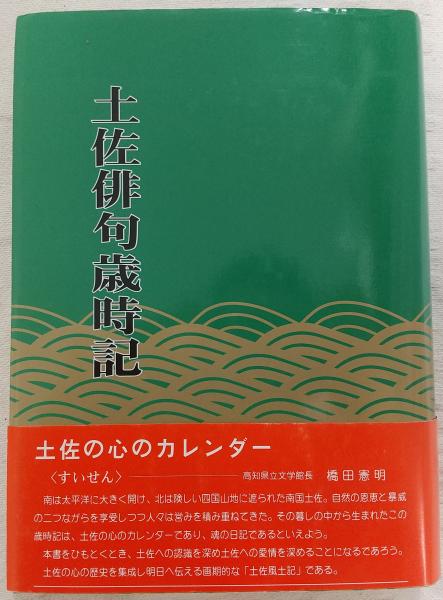 土佐俳句歳時記
土佐の心のカレンダー
〈すいせん〉
高知県立文学館長 橋田憲明
南は太平洋に大きく開け、北は険しい四国山地に遮られた南国土佐。自然の恩恵と暴威
の二つながらを享受しつつ人々は営みを積み重ねてきた。その暮しの中から生まれたこの
歳時記は、土佐の心のカレンダーであり、魂の日記であるといえよう。
本書をひもとくとき、土佐への認識を深め土佐への愛情を深めることになるであろう。
土佐の心の歴史を集成し明日へ伝える画期的な「土佐風土記」である。